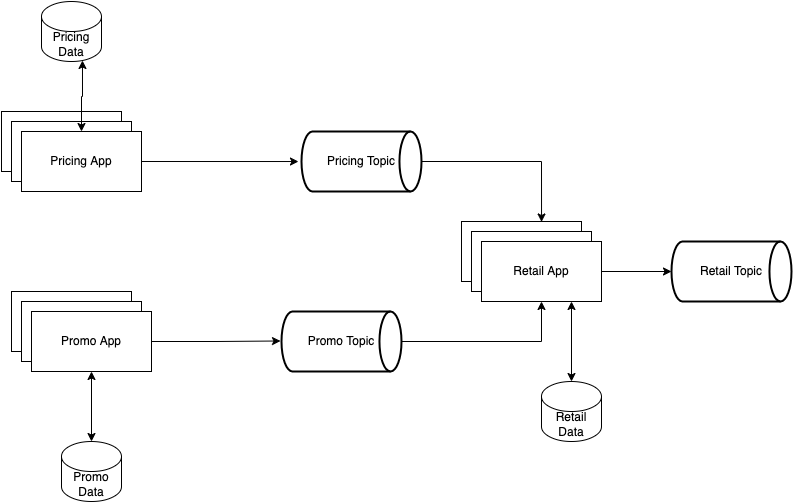 Pricing
Data
Pricing App
Pricing Topic
Retail App
Retail Topic
Promo App
Promo Topic
Retail
Data
Promo
Data